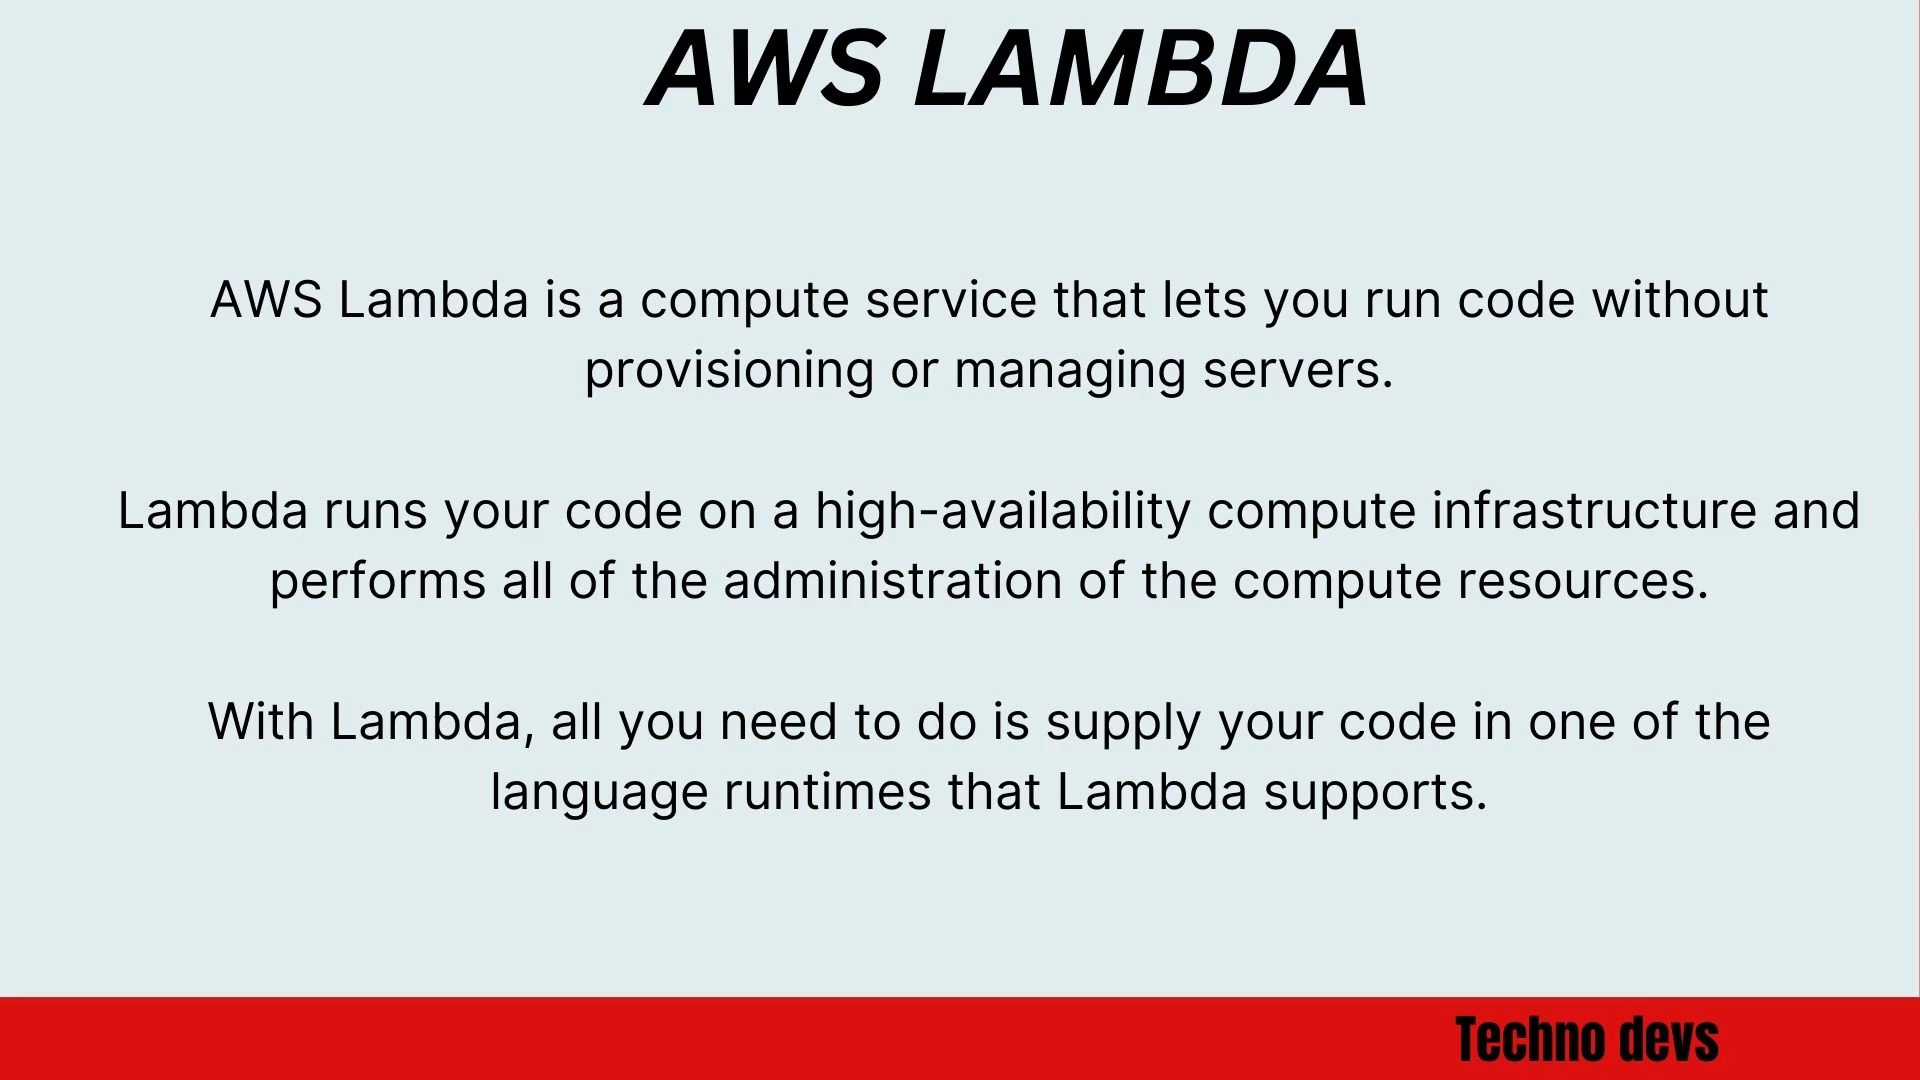 AWS LAMBDA
AWS Lambda is a compute service that lets you run code without
provisioning or managing servers.
Lambda runs your code on a high-availability compute infrastructure and
performs all of the administration of the compute resources.
With Lambda, all you need to do is supply your code in one of the
language runtimes that Lambda supports.
Techno devs